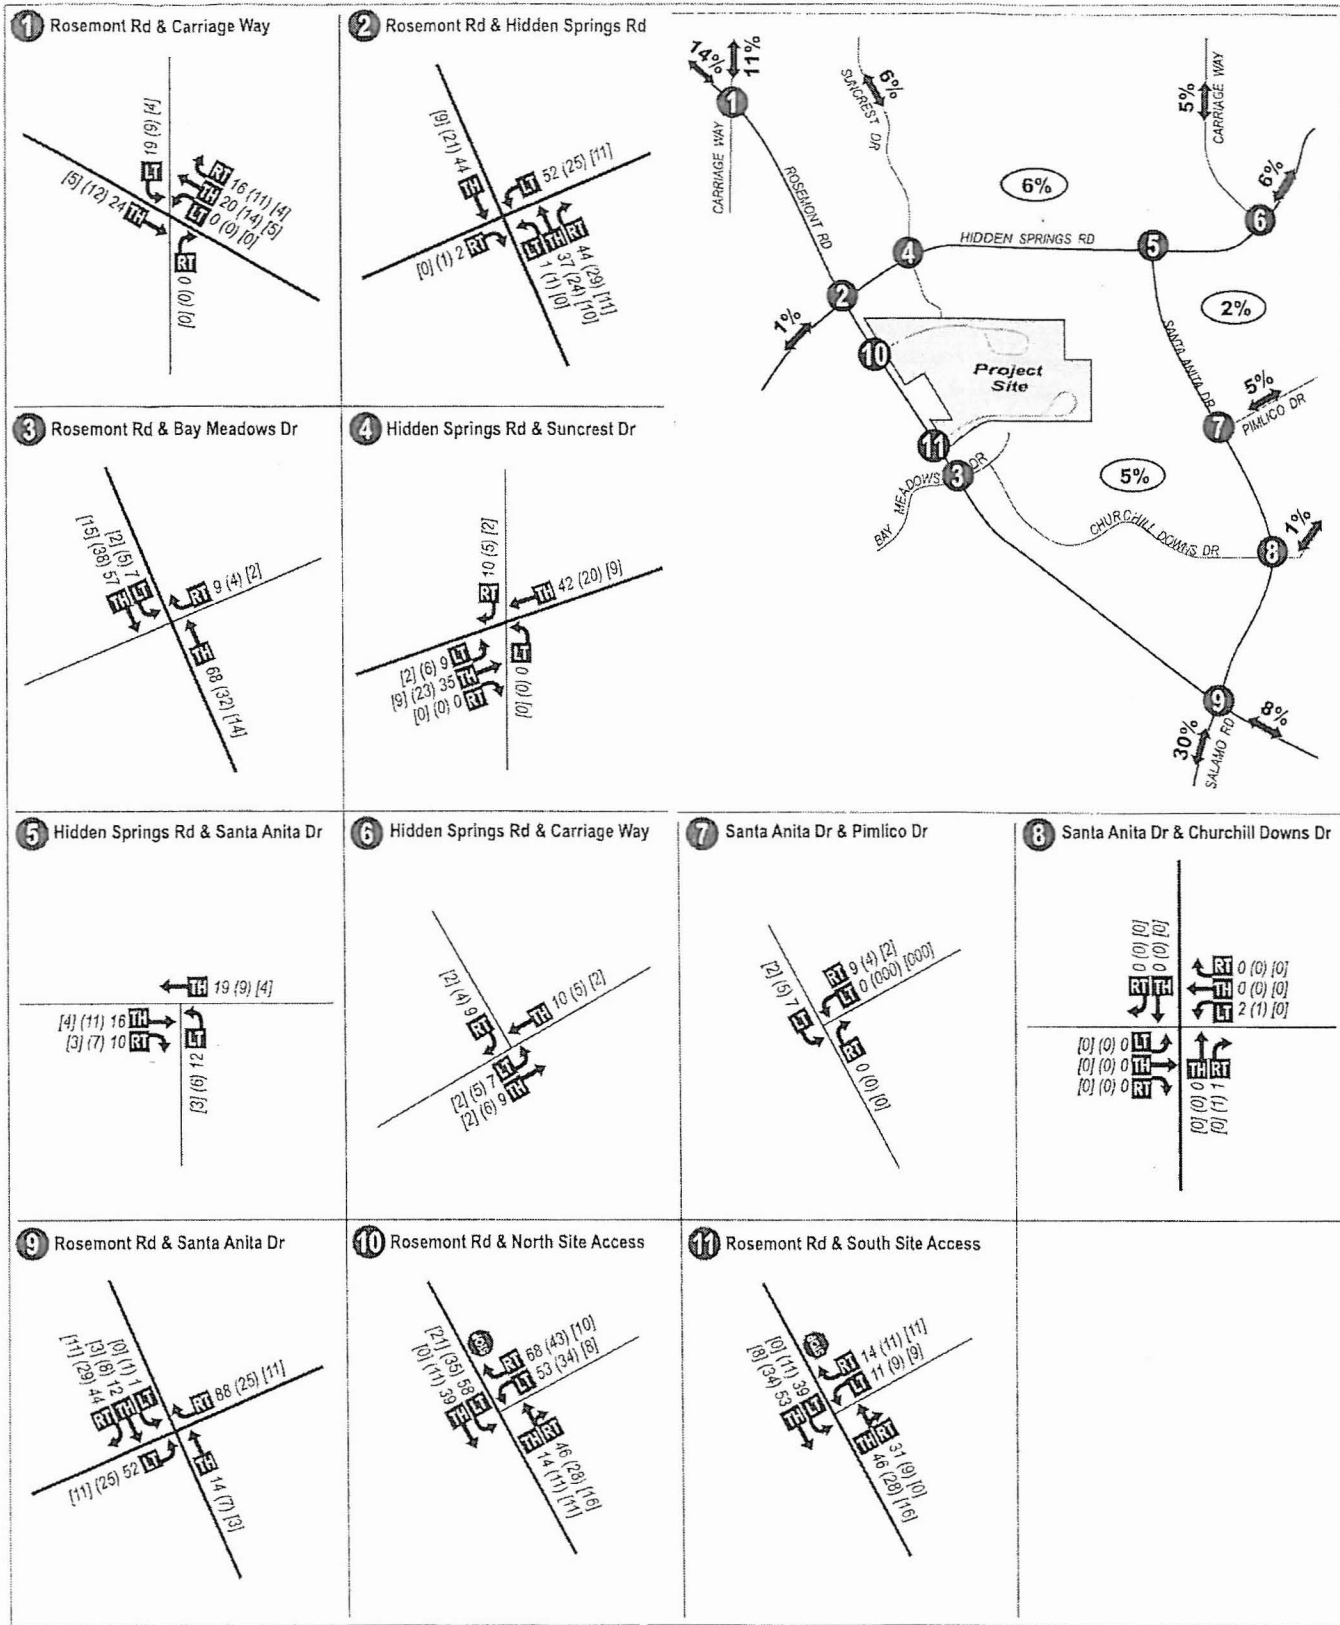 1 Rosemont Rd & Carriage Way
LT 19 (9) [4]
RT 16 (11) [4]
TH 20 (14) [5]
LT 0 (0) [0]
[5] (12) 24 TH
RT [0] (0) 0
2 Rosemont Rd & Hidden Springs Rd
[9] (21) 44 TH
LT 52 (25) [11]
[0] (1) 2 RT
LT 1 (1) [0]
TH 37 (24) [10]
RT 44 (29) [11]
14%
11%
1
CARRIAGE WAY
ROSEMONT RD
SUNCREST DR
6%
5%
CARRIAGE WAY
6%
6%
6
4
HIDDEN SPRINGS RD
5
2
1%
2%
10
Project
Site
SANTA ANITA DR
5%
PIMLICO DR
7
11
3
BAY MEADOWS DR
5%
CHURCHILL DOWNS DR
8
1%
9
8%
30%
SALAMO RD
3 Rosemont Rd & Bay Meadows Dr
[2] (5) 7 LT
[15] (38) 57 TH
RT 9 (4) [2]
TH 68 (32) [14]
4 Hidden Springs Rd & Suncrest Dr
RT 10 (5) [2]
TH 42 (20) [9]
[2] (6) 9 LT
[9] (23) 35 TH
[0] (0) 0 RT
[0] (0) 0 LT
5 Hidden Springs Rd & Santa Anita Dr
TH 19 (9) [4]
[4] (11) 16 TH
[3] (7) 10 RT
[3] (6) 12 LT
6 Hidden Springs Rd & Carriage Way
[2] (4) 9 RT
TH 10 (5) [2]
[2] (5) 7 LT
[2] (6) 9 TH
7 Santa Anita Dr & Pimlico Dr
RT 9 (4) [2]
LT 0 (000) [000]
[2] (5) 7 LT
RT 0 (0) [0]
8 Santa Anita Dr & Churchill Downs Dr
RT 0 (0) [0]
TH 0 (0) [0]
RT 0 (0) [0]
TH 0 (0) [0]
LT 2 (1) [0]
[0] (0) 0 LT
[0] (0) 0 TH
[0] (0) 0 RT
[0] (0) 0 TH
[0] (1) 1 RT
9 Rosemont Rd & Santa Anita Dr
[0] (1) 1 LT
[3] (8) 12 TH
[11] (29) 44 RT
RT 88 (25) [11]
[11] (25) 52 LT
TH 14 (7) [3]
10 Rosemont Rd & North Site Access
[21] (35) 58 LT
[0] (11) 39 TH
RT 68 (43) [10]
LT 53 (34) [8]
RT 46 (28) [16]
TH 14 (11) [11]
11 Rosemont Rd & South Site Access
[0] (11) 39 LT
[8] (34) 53 TH
RT 14 (11) [11]
LT 11 (9) [9]
RT 31 (9) [0]
TH 46 (28) [16]